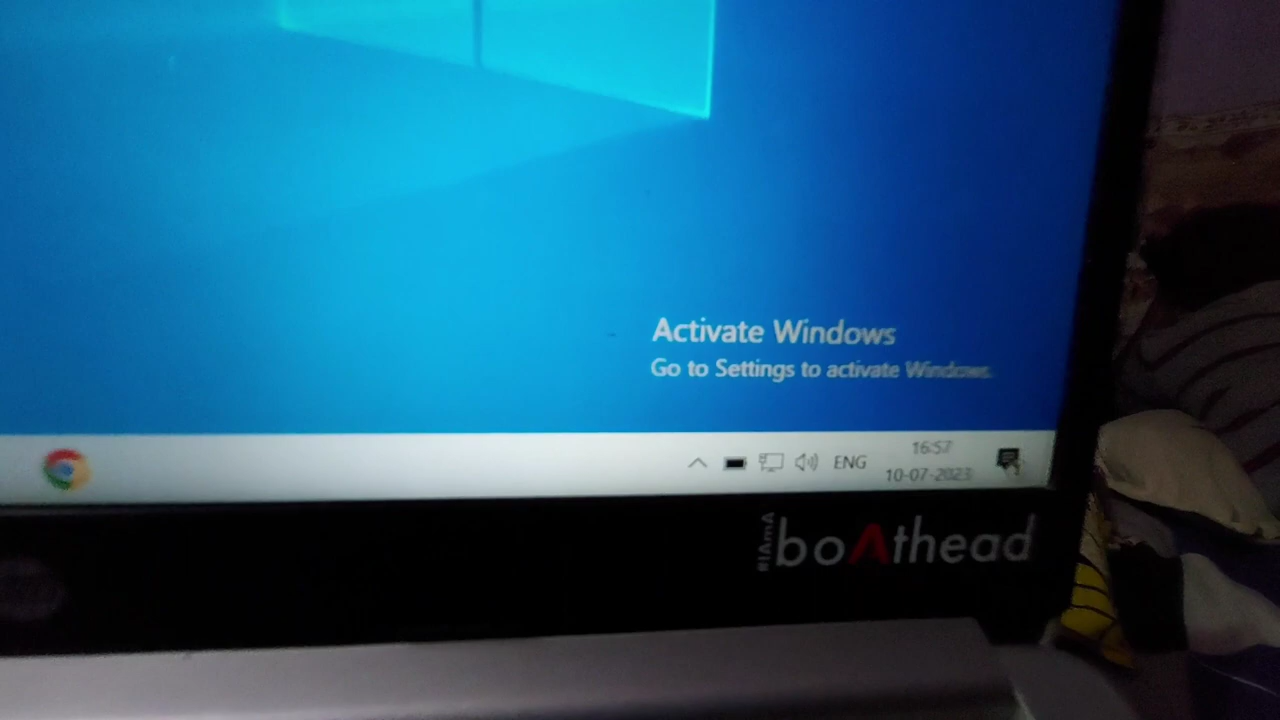 Activate Windows
Go to Settings to activate Windows.
ENG
16:57
10-07-2023
#IAmA
boAthead